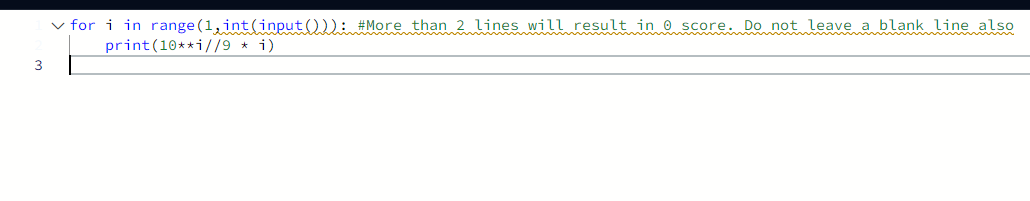 for i in range(1,int(input())): #More than 2 lines will result in 0 score. Do not leave a blank line also
print(10**i//9 * i)
3